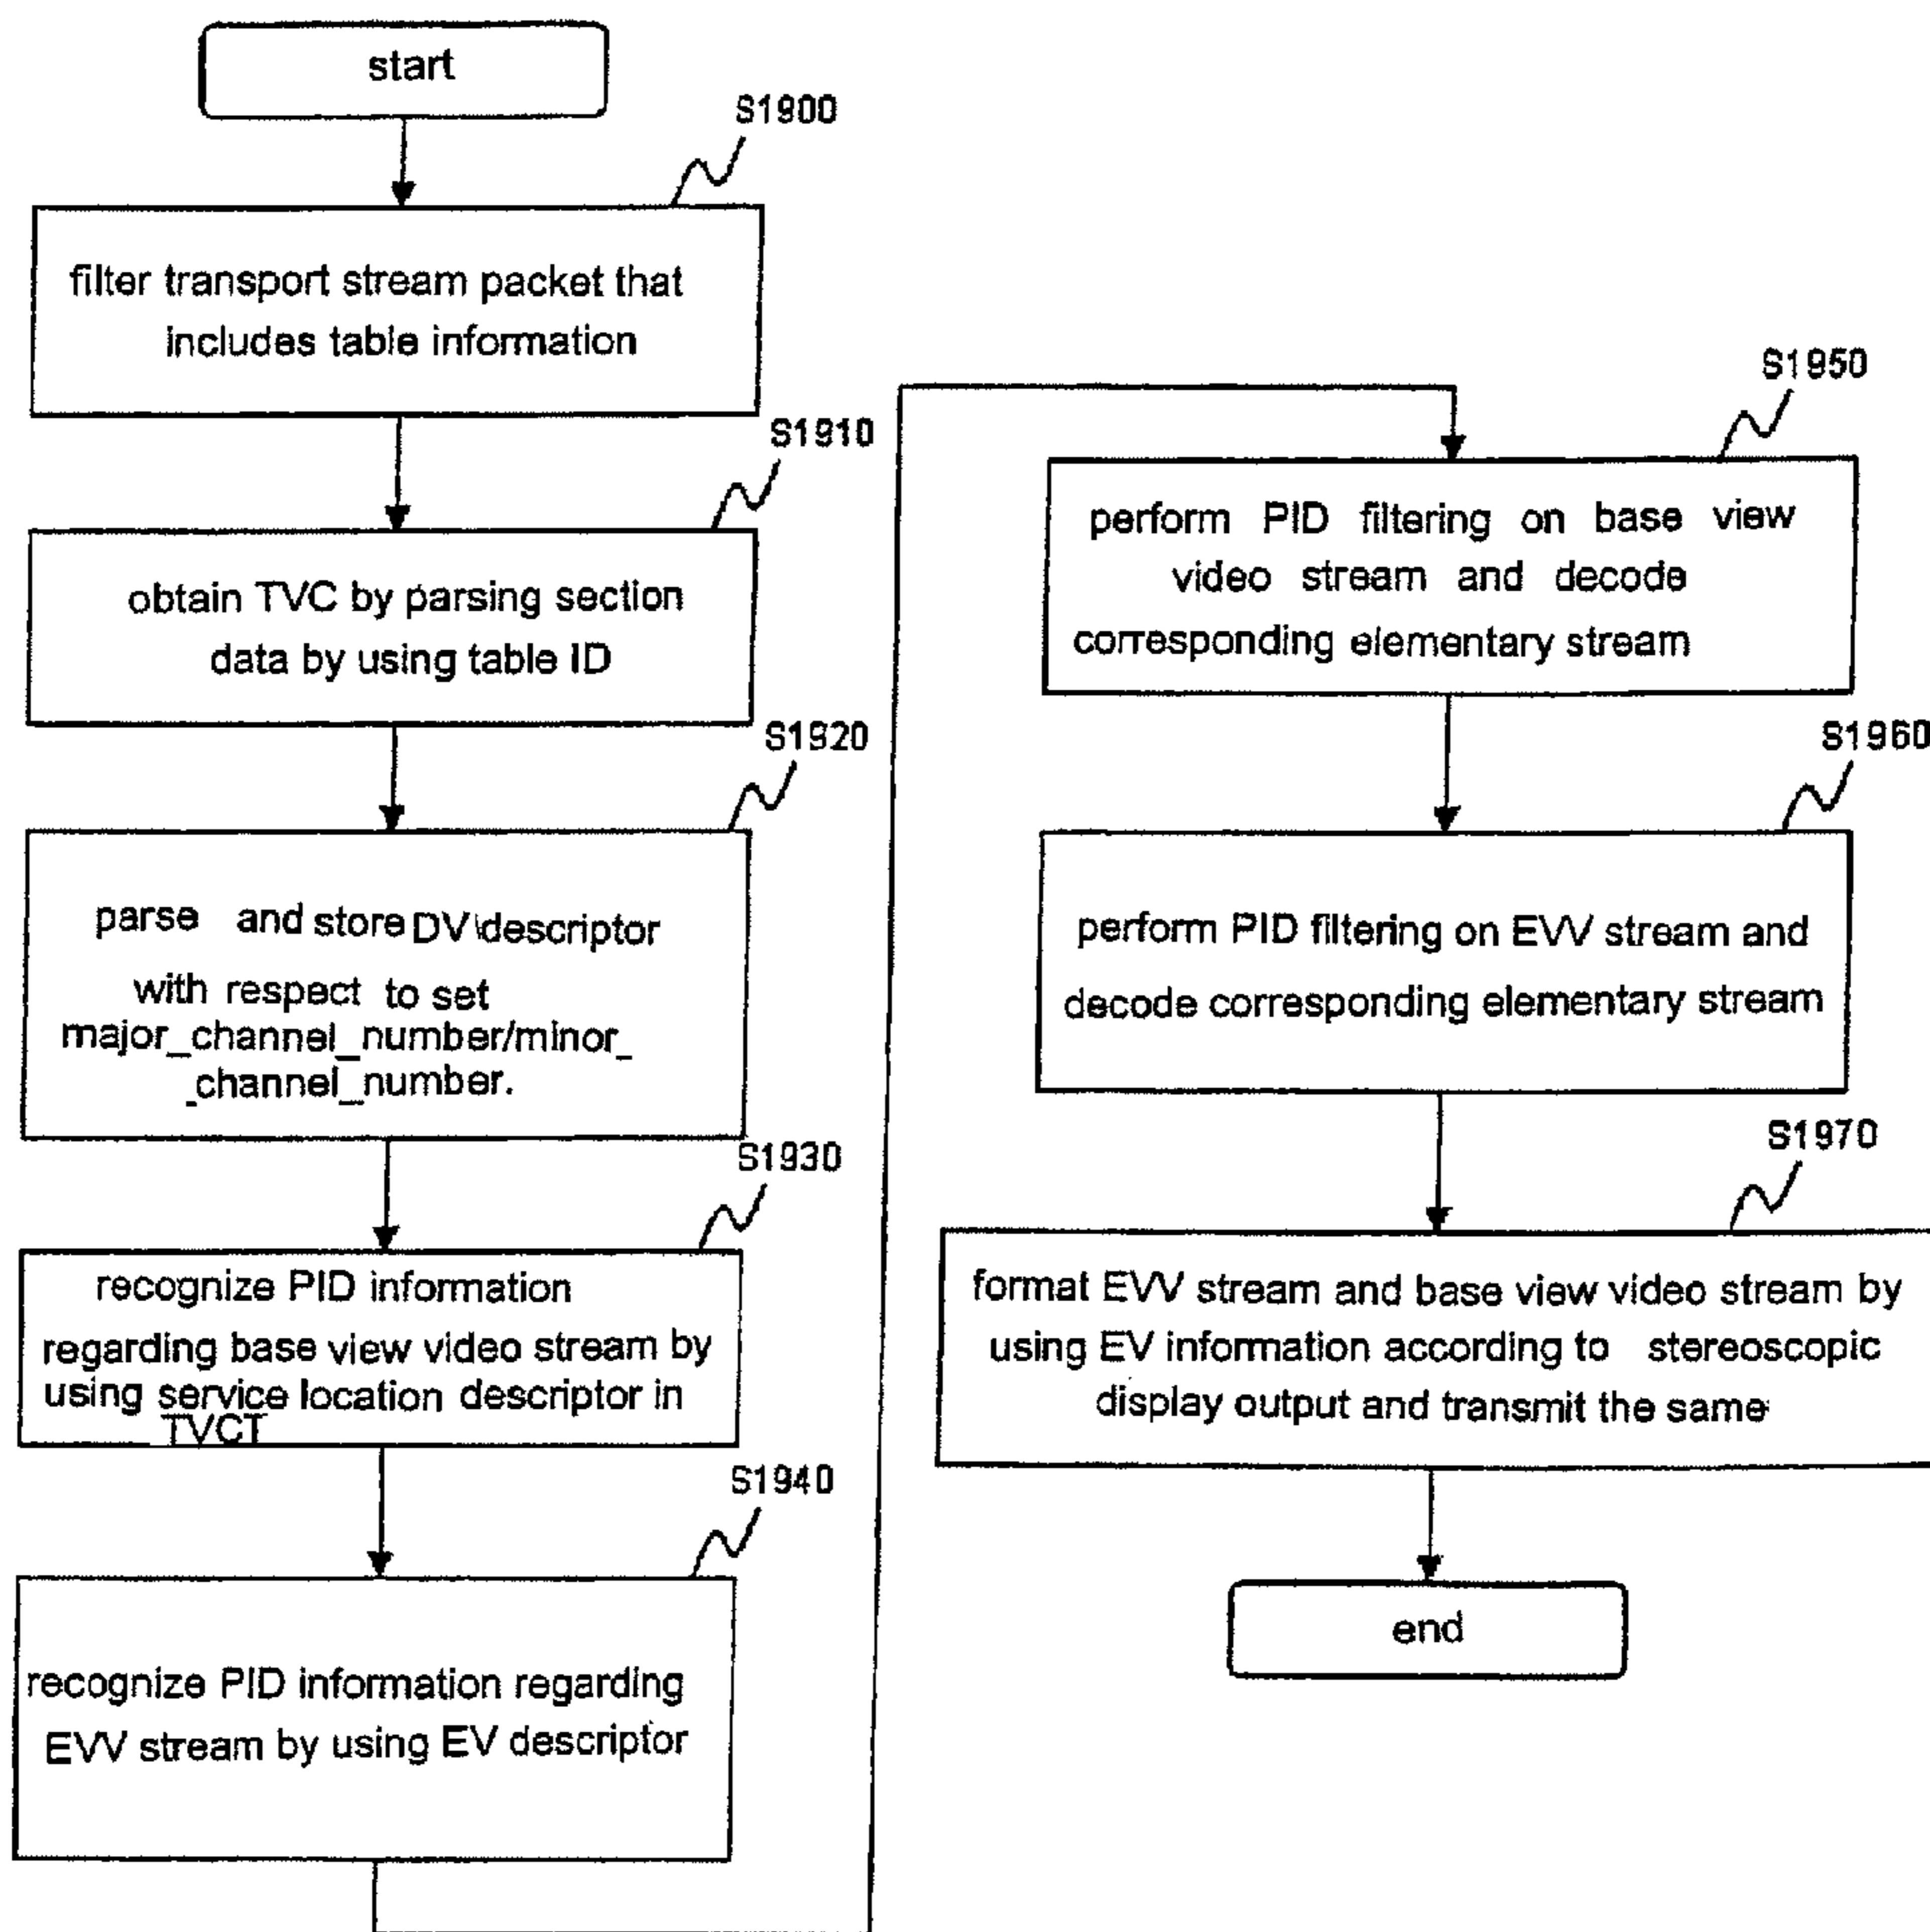 start
S1900
filter transport stream packet that
includes table information
S1910
obtain TVC by parsing section
data by using table ID
S1920
parse and store DV\descriptor
with respect to set
major_channel_number/minor_
_channel_number.
S1930
recognize PID information
regarding base view video stream by
using service location descriptor in
TVCT
S1940
recognize PID information regarding
EVV stream by using EV descriptor
S1950
perform PID filtering on base view
video stream and decode
corresponding elementary stream
S1960
perform PID filtering on EVV stream and
decode corresponding elementary stream
S1970
format EVV stream and base view video stream by
using EV information according to stereoscopic
display output and transmit the same
end